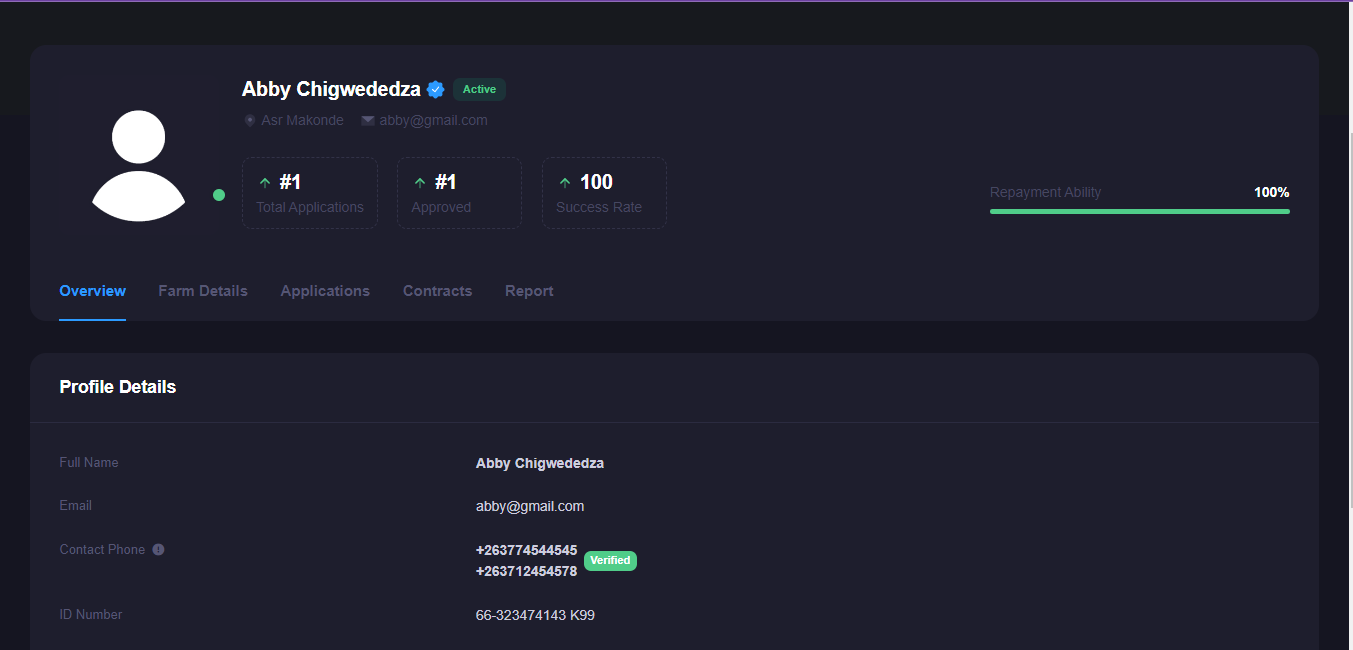 Abby Chigwededza Active
Asr Makonde abby@gmail.com
#1
Total Applications
#1
Approved
100
Success Rate
Repayment Ability 100%
Overview Farm Details Applications Contracts Report
Profile Details
Full Name Abby Chigwededza
Email abby@gmail.com
Contact Phone +263774544545
+263712454578
Verified
ID Number 66-323474143 K99